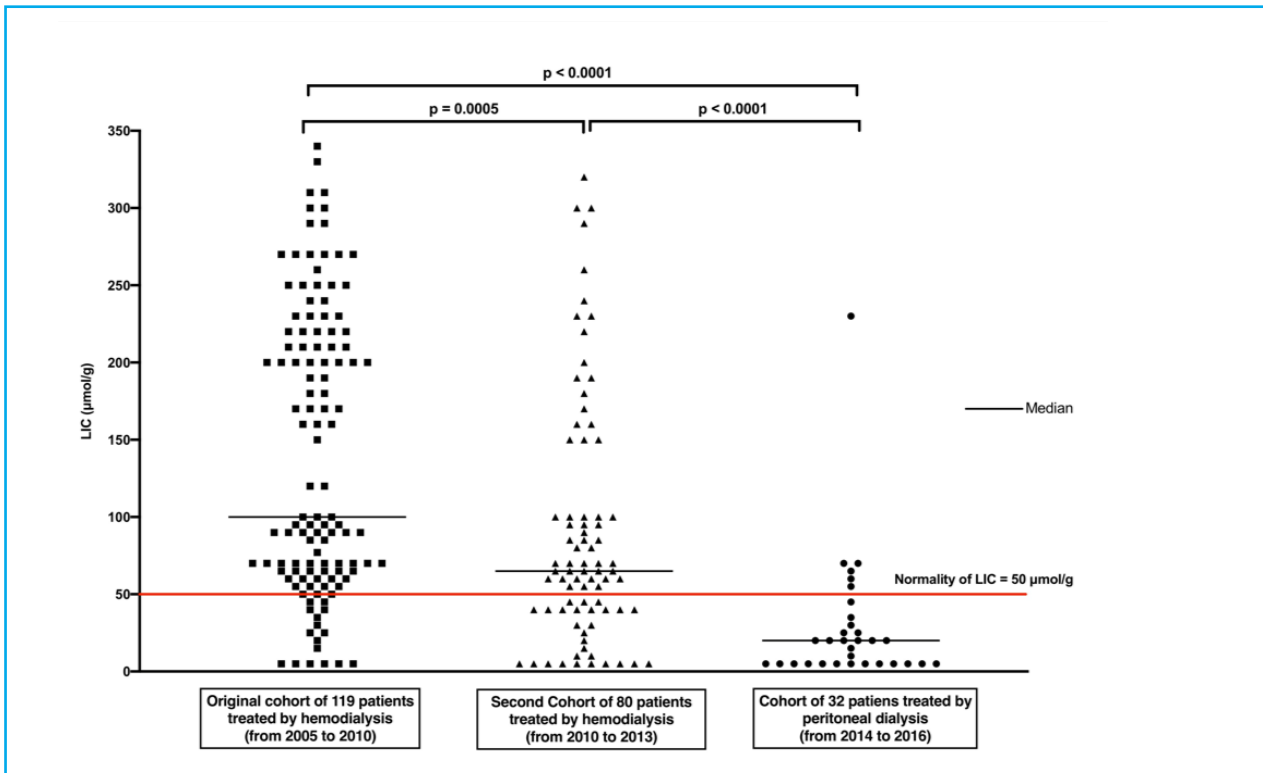 p < 0.0001
p = 0.0005
p < 0.0001
350
300
250
200
150
100
50
0
LIC (µmol/g)
Median
Normality of LIC = 50 µmol/g
Original cohort of 119 patients
treated by hemodialysis
(from 2005 to 2010)
Second Cohort of 80 patients
treated by hemodialysis
(from 2010 to 2013)
Cohort of 32 patiens treated by
peritoneal dialysis
(from 2014 to 2016)